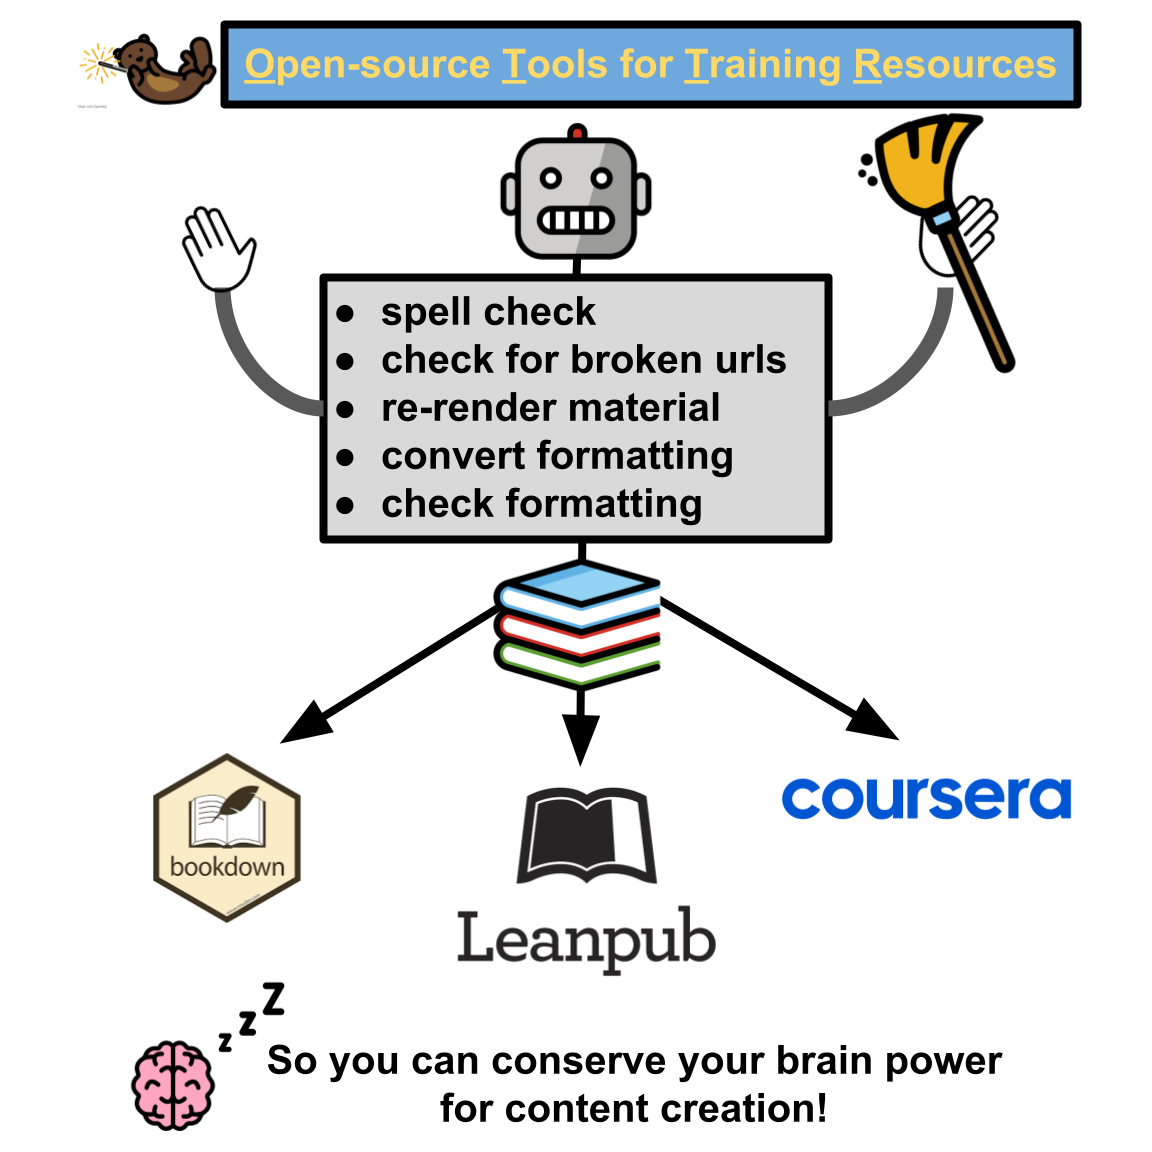 Open-source Tools for Training Resources
● spell check
● check for broken urls
● re-render material
● convert formatting
● check formatting
bookdown
Leanpub
coursera
z z Z
So you can conserve your brain power
for content creation!